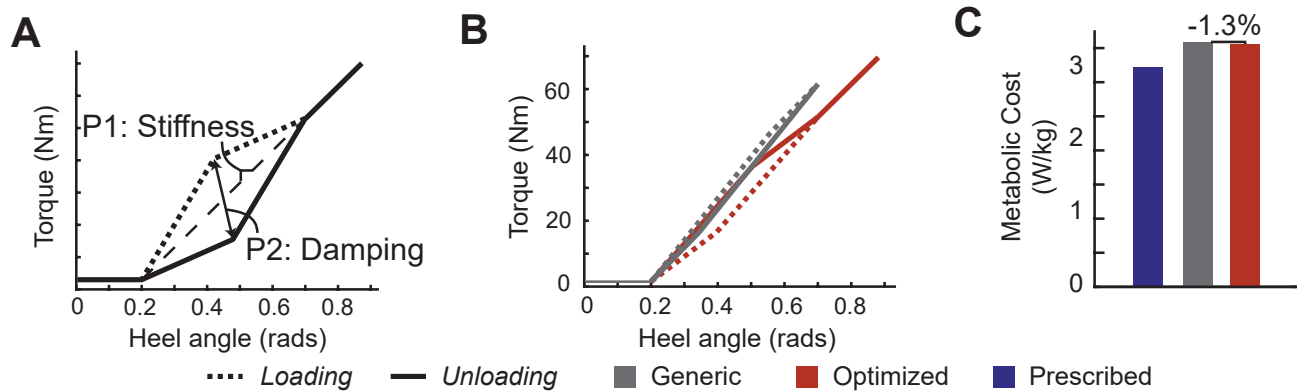 A
Torque (Nm)
P1: Stiffness
P2: Damping
0 0.2 0.4 0.6 0.8
Heel angle (rads)
B
Torque (Nm)
60
40
20
0
0 0.2 0.4 0.6 0.8
Heel angle (rads)
C
-1.3%
Metabolic Cost
(W/kg)
3
2
1
0
Loading Unloading Generic Optimized Prescribed